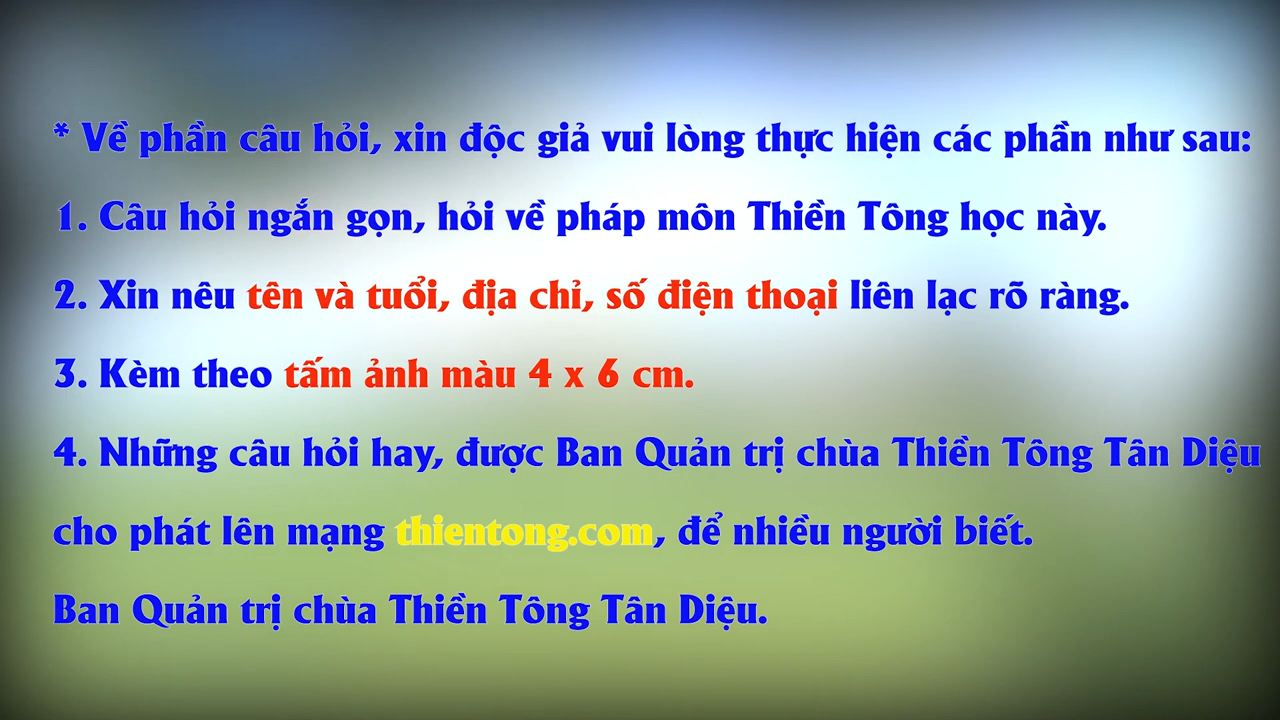 * Về phần câu hỏi, xin độc giả vui lòng thực hiện các phần như sau:
1. Câu hỏi ngắn gọn, hỏi về pháp môn Thiền Tông học này.
2. Xin nêu tên và tuổi, địa chỉ, số điện thoại liên lạc rõ ràng.
3. Kèm theo tấm ảnh màu 4 x 6 cm.
4. Những câu hỏi hay, được Ban Quản trị chùa Thiền Tông Tân Diệu
cho phát lên mạng thientong.com, để nhiều người biết.
Ban Quản trị chùa Thiền Tông Tân Diệu.